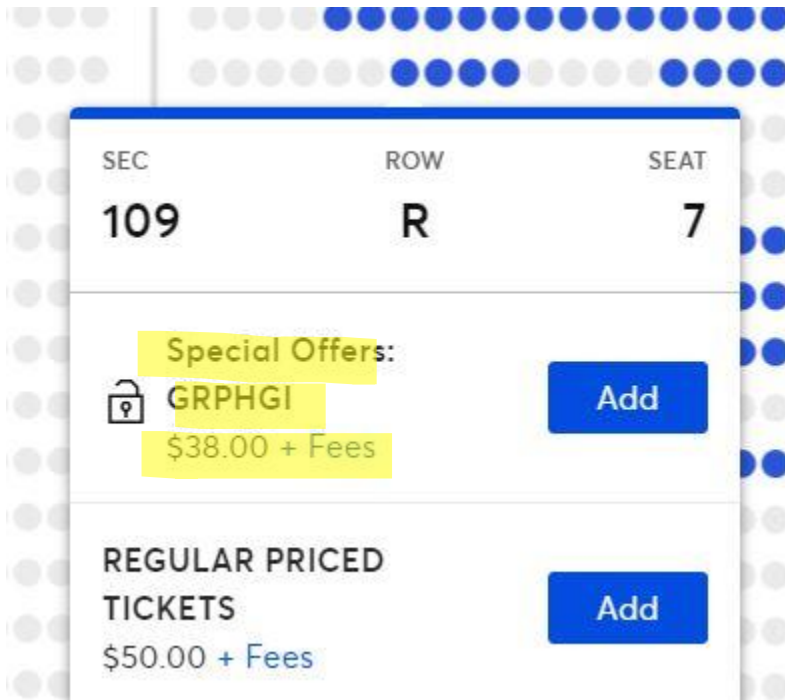 SEC ROW SEAT
109 R 7
Special Offers:
GRPHGI
$38.00 + Fees
Add
REGULAR PRICED
TICKETS
$50.00 + Fees
Add